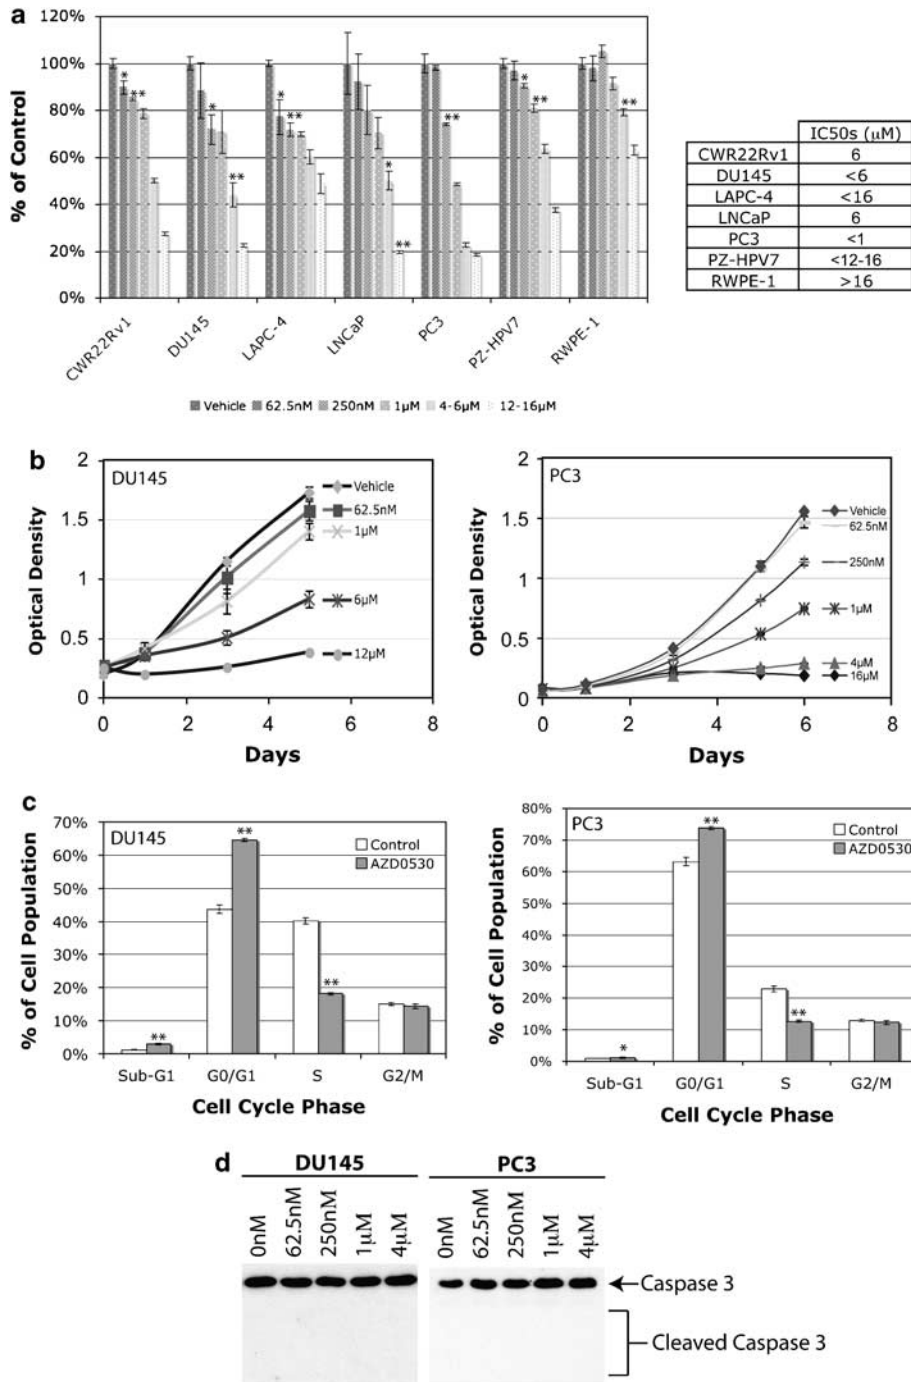 a
120%
100%
80%
60%
40%
20%
0%
% of Control
* * ** * ** * ** * ** ** * ** **
CWR22Rv1 DU145 LAPC-4 LNCaP PC3 PZ-HPV7 RWPE-1
Vehicle 62.5nM 250nM 1µM 4-6µM 12-16µM
IC50s (µM)
CWR22Rv1 6
DU145 <6
LAPC-4 <16
LNCaP 6
PC3 <1
PZ-HPV7 <12-16
RWPE-1 >16
b
DU145
2
1.5
1
0.5
0
Optical Density
Vehicle
62.5nM
1µM
6µM
12µM
0 2 4 6 8
Days
PC3
2
1.5
1
0.5
0
Optical Density
Vehicle
62.5nM
250nM
1µM
4µM
16µM
0 2 4 6 8
Days
c
DU145
70%
60%
50%
40%
30%
20%
10%
0%
% of Cell Population
Control
AZD0530
** ** **
Sub-G1 G0/G1 S G2/M
Cell Cycle Phase
PC3
80%
70%
60%
50%
40%
30%
20%
10%
0%
% of Cell Population
Control
AZD0530
* ** **
Sub-G1 G0/G1 S G2/M
Cell Cycle Phase
d
DU145 PC3
0nM 62.5nM 250nM 1µM 4µM 0nM 62.5nM 250nM 1µM 4µM
Caspase 3
Cleaved Caspase 3